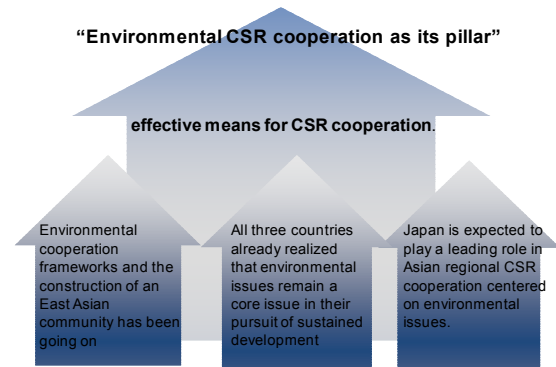 “Environmental CSR cooperation as its pillar”
effective means for CSR cooperation.
Environmental
cooperation
frameworks and the
construction of an
East Asian
community has been
going on
All three countries
already realized
that environmental
issues remain a
core issue in their
pursuit of sustained
development
Japan is expected to
play a leading role in
Asian regional CSR
cooperation centered
on environmental
issues.